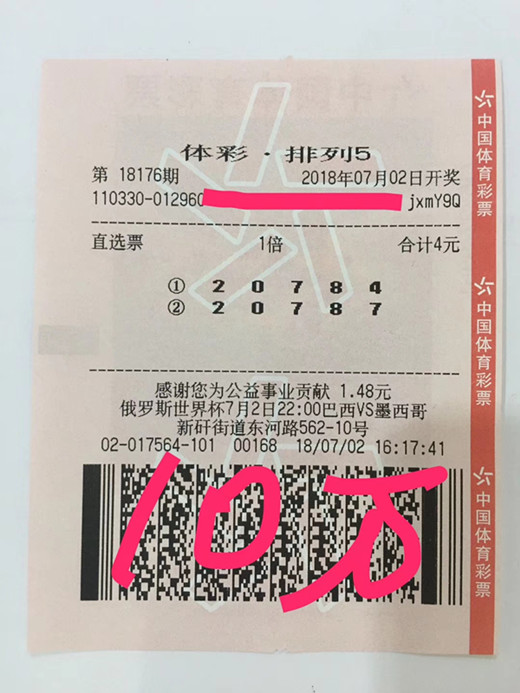 体彩·排列5
第 18176期 2018年07月02日开奖
110330-012960 jxmY9Q
直选票 1倍 合计4元
① 2 0 7 8 4
② 2 0 7 8 7
感谢您为公益事业贡献 1.48元
俄罗斯世界杯7月2日22:00巴西VS墨西哥
新矸街道东河路562-10号
02-017564-101 00168 18/07/02 16:17:41
10万
中国体育彩票
中国体育彩票
中国体育彩票